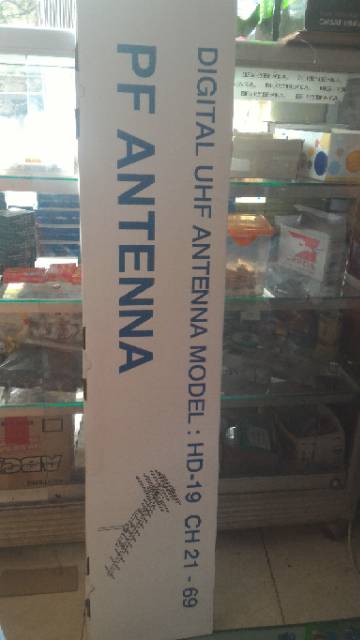 DIGITAL UHF ANTENNA MODEL : HD-19 CH 21 - 69
PF ANTENNA